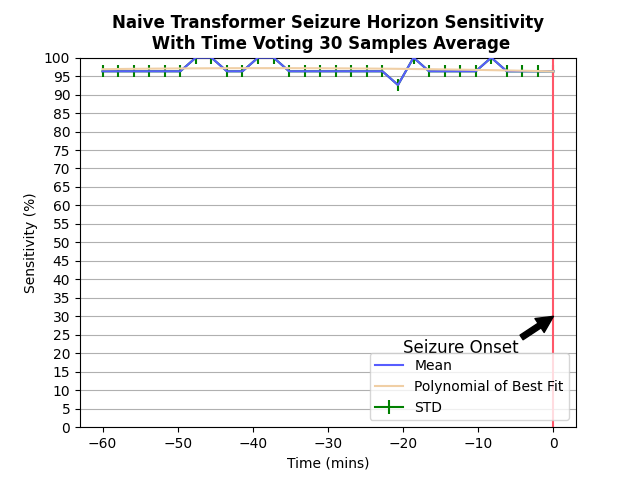 Naive Transformer Seizure Horizon Sensitivity
With Time Voting 30 Samples Average
100
95
90
85
80
75
70
65
60
55
50
45
40
35
30
25
20
15
10
5
0
Sensitivity (%)
Seizure Onset
Mean
Polynomial of Best Fit
STD
−60 −50 −40 −30 −20 −10 0
Time (mins)